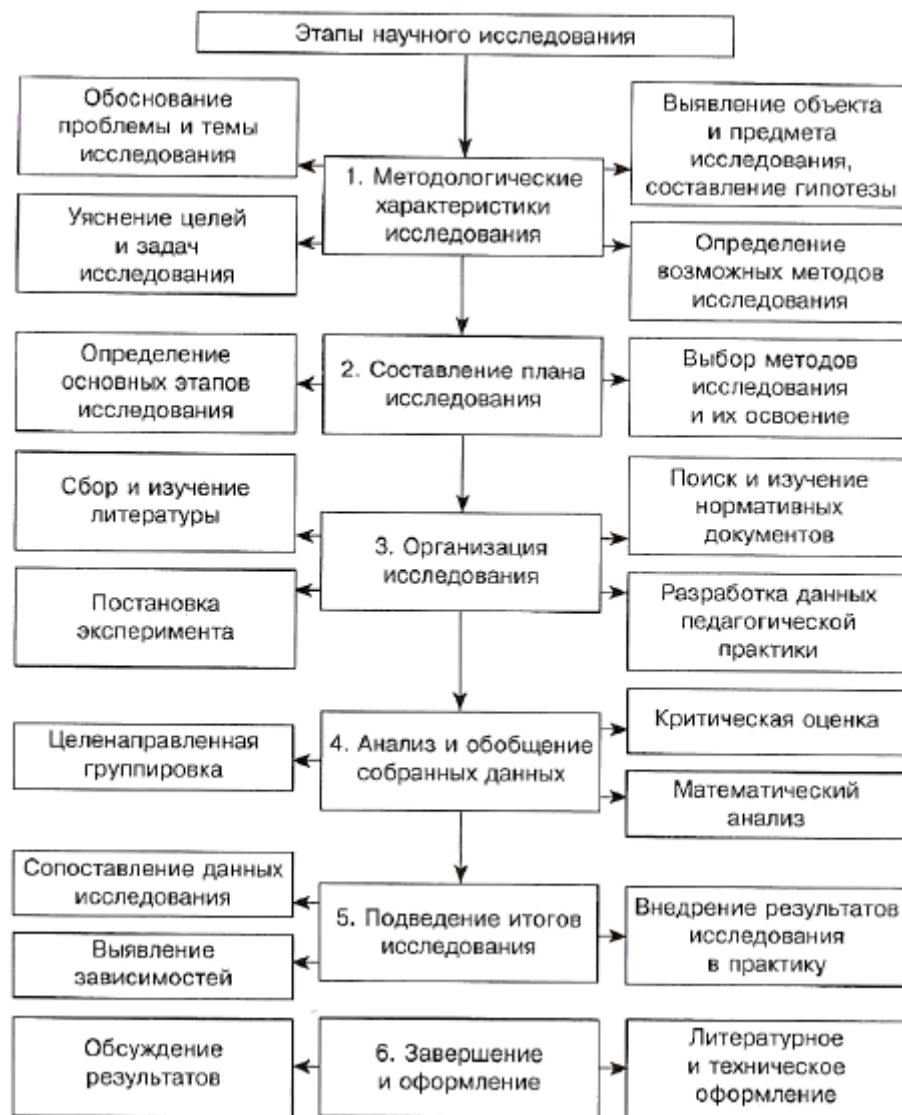 Этапы научного исследования
Обоснование
проблемы и темы
исследования
Выявление объекта
и предмета
исследования,
составление гипотезы
1. Методологические
характеристики
исследования
Уяснение целей
и задач
исследования
Определение
возможных методов
исследования
Определение
основных этапов
исследования
2. Составление плана
исследования
Выбор методов
исследования
и их освоение
Сбор и изучение
литературы
Поиск и изучение
нормативных
документов
3. Организация
исследования
Постановка
эксперимента
Разработка данных
педагогической
практики
Целенаправленная
группировка
4. Анализ и обобщение
собранных данных
Критическая оценка
Математический
анализ
Сопоставление данных
исследования
5. Подведение итогов
исследования
Внедрение результатов
исследования
в практику
Выявление
зависимостей
Обсуждение
результатов
6. Завершение
и оформление
Литературное
и техническое
оформление